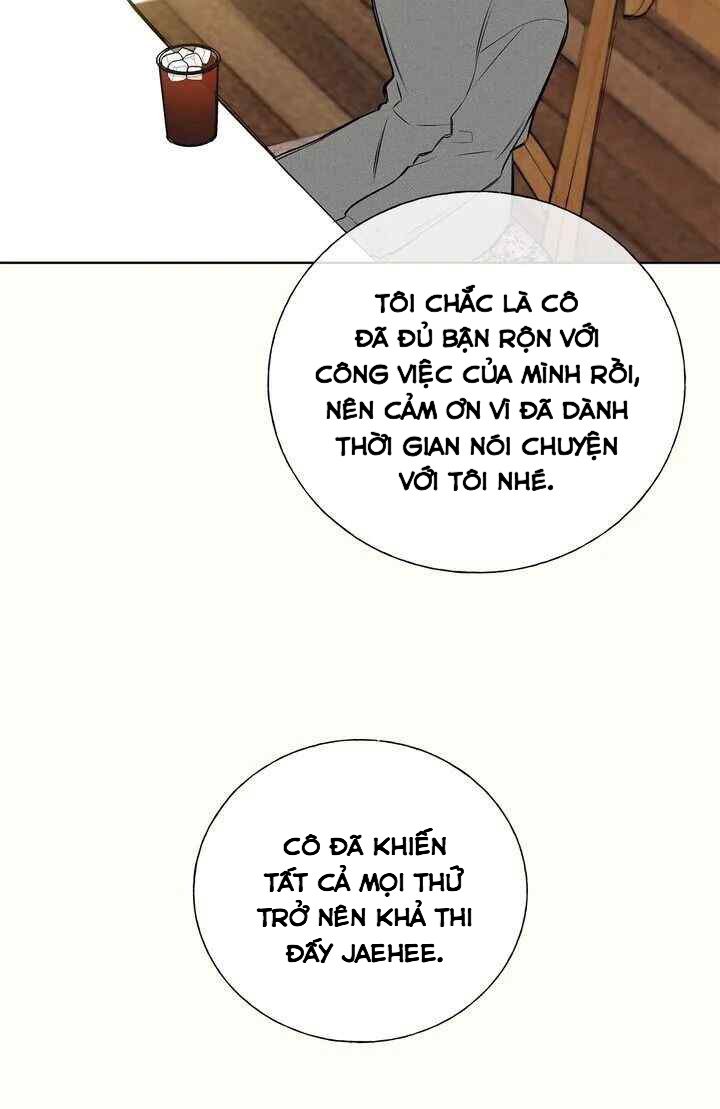 TÔI CHẮC LÀ CÔ
ĐÃ ĐỦ BẬN RỘN VỚI
CÔNG VIỆC CỦA MÌNH RỒI,
NÊN CẢM ƠN VÌ ĐÃ DÀNH
THỜI GIAN NÓI CHUYỆN
VỚI TÔI NHÉ.
CÔ ĐÃ KHIẾN
TẤT CẢ MỌI THỨ
TRỞ NÊN KHẢ THI
ĐẤY JAEHEE.